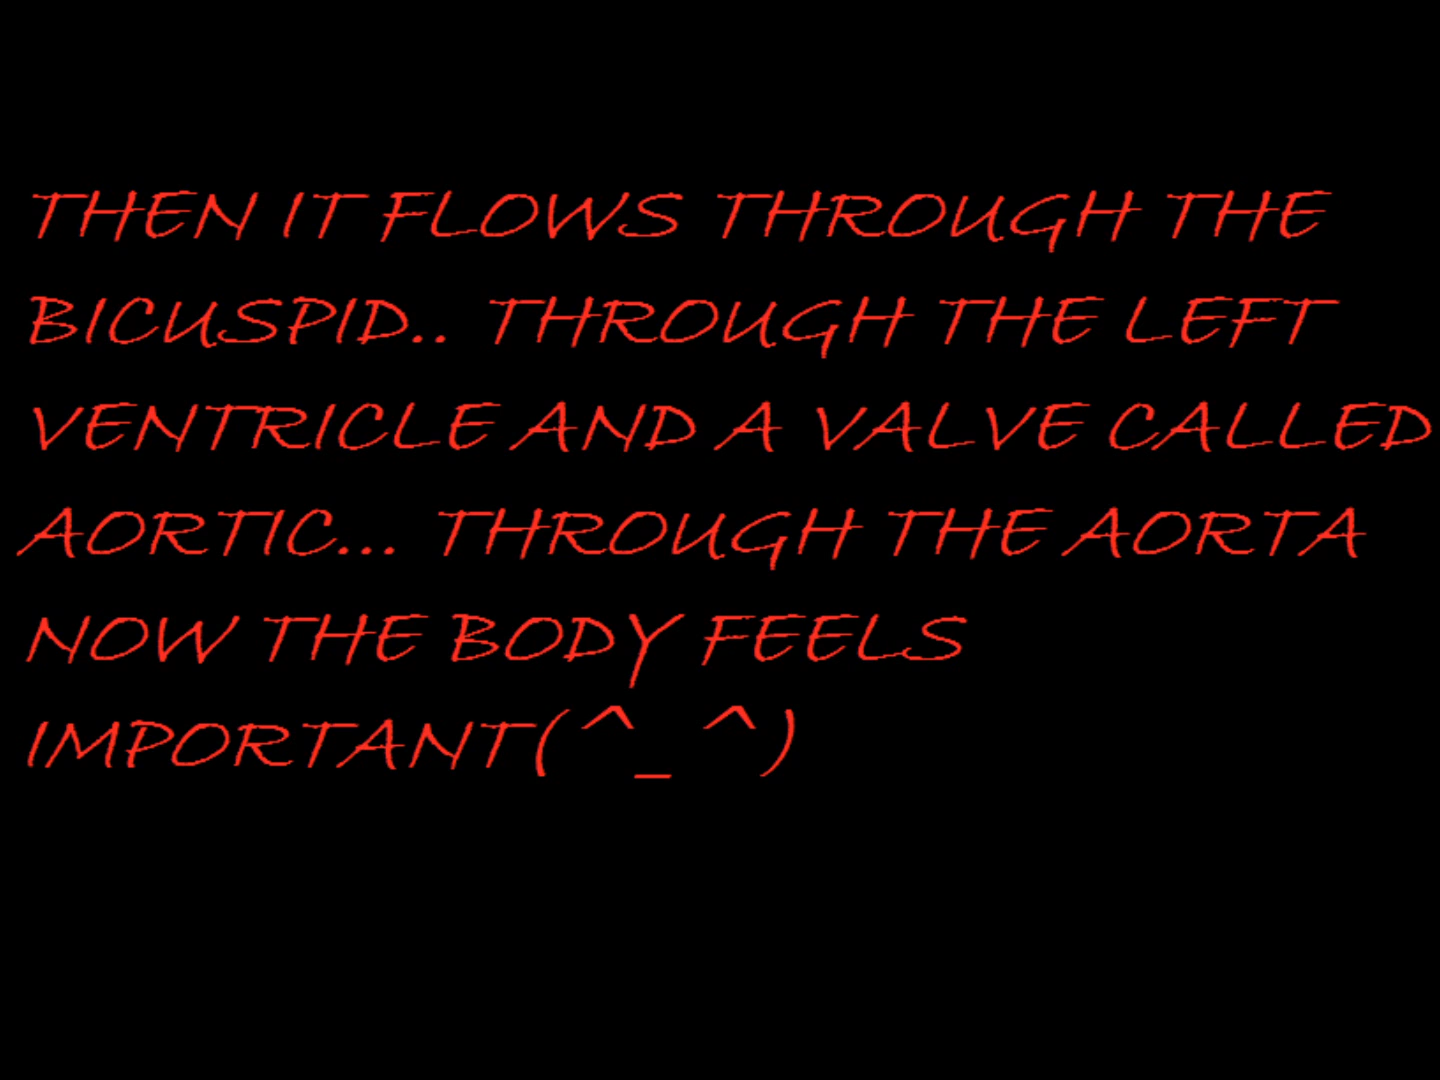 THEN IT FLOWS THROUGH THE
BICUSPID.. THROUGH THE LEFT
VENTRICLE AND A VALVE CALLED
AORTIC... THROUGH THE AORTA
NOW THE BODY FEELS
IMPORTANT(^_ ^)